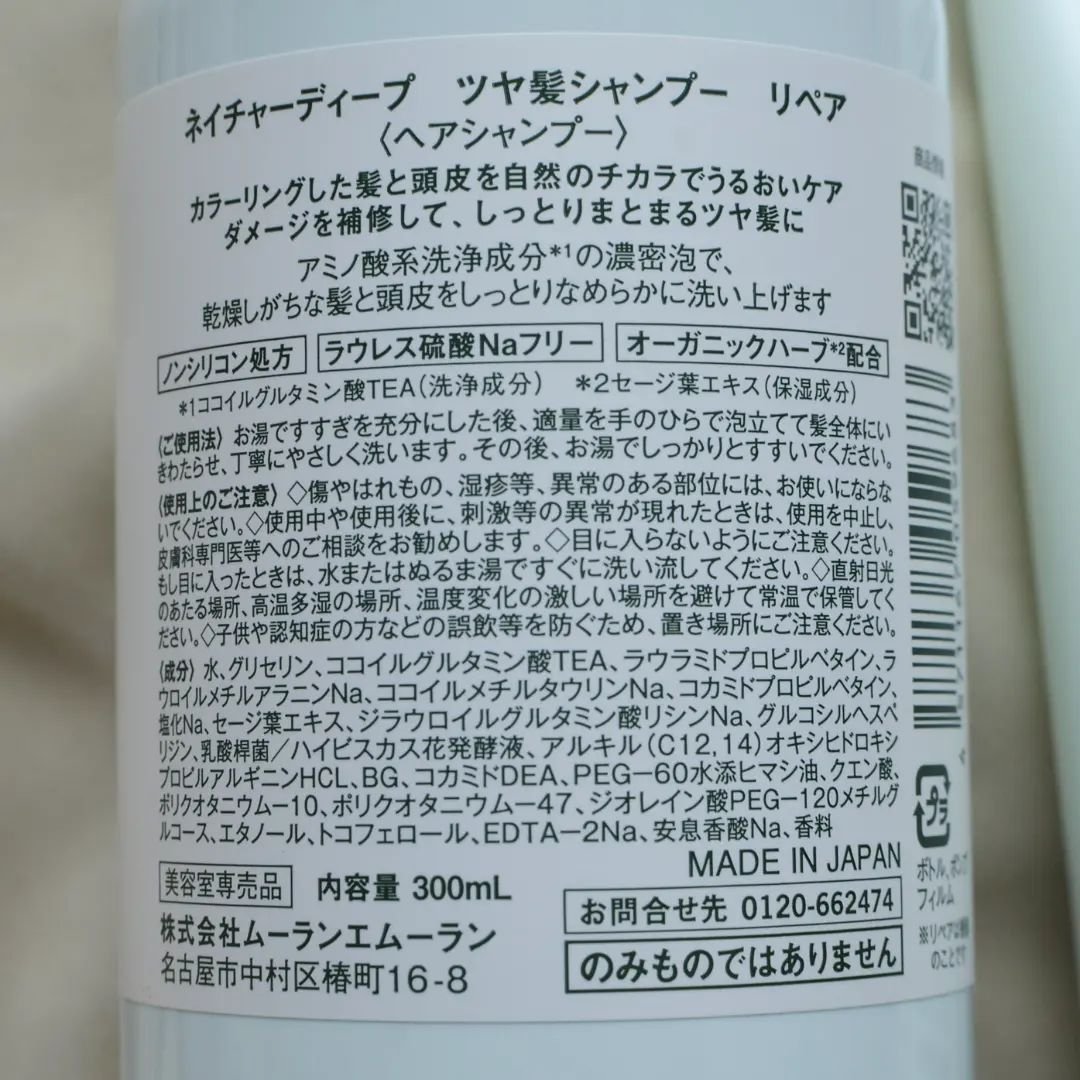 ネイチャーディープ ツヤ髪シャンプー リペア
〈ヘアシャンプー〉
カラーリングした髪と頭皮を自然のチカラでうるおいケア
ダメージを補修して、しっとりまとまるツヤ髪に
アミノ酸系洗浄成分*1の濃密泡で、
乾燥しがちな髪と頭皮をしっとりなめらかに洗い上げます
ノンシリコン処方 ラウレス硫酸Naフリー オーガニックハーブ*2配合
*1ココイルグルタミン酸TEA(洗浄成分) *2セージ葉エキス(保湿成分)
〈ご使用法〉お湯ですすぎを充分にした後、適量を手のひらで泡立てて髪全体にい
きわたらせ、丁寧にやさしく洗います。その後、お湯でしっかりとすすいでください。
〈使用上のご注意〉◇傷やはれもの、湿疹等、異常のある部位には、お使いにならな
いでください。◇使用中や使用後に、刺激等の異常が現れたときは、使用を中止し、
皮膚科専門医等へのご相談をお勧めします。◇目に入らないようにご注意ください。
もし目に入ったときは、水またはぬるま湯ですぐに洗い流してください。◇直射日光
のあたる場所、高温多湿の場所、温度変化の激しい場所を避けて常温で保管してく
ださい。◇子供や認知症の方などの誤飲等を防ぐため、置き場所にご注意ください。
〈成分〉水、グリセリン、ココイルグルタミン酸TEA、ラウラミドプロピルベタイン、ラ
ウロイルメチルアラニンNa、ココイルメチルタウリンNa、コカミドプロピルベタイン、
塩化Na、セージ葉エキス、ジラウロイルグルタミン酸リシンNa、グルコシルヘスペ
リジン、乳酸桿菌／ハイビスカス花発酵液、アルキル(C12,14)オキシヒドロキシ
プロピルアルギニンHCL、BG、コカミドDEA、PEG－60水添ヒマシ油、クエン酸、
ポリクオタニウム－10、ポリクオタニウム－47、ジオレイン酸PEG－120メチルグ
ルコース、エタノール、トコフェロール、EDTA－2Na、安息香酸Na、香料
MADE IN JAPAN
美容室専売品 内容量 300mL
お問合せ先 0120-662474
株式会社ムーランエムーラン
のみものではありません
名古屋市中村区椿町16-8
商品情報
プラ
ボトル、ポンプ
フィルム
※リペアは
のことです